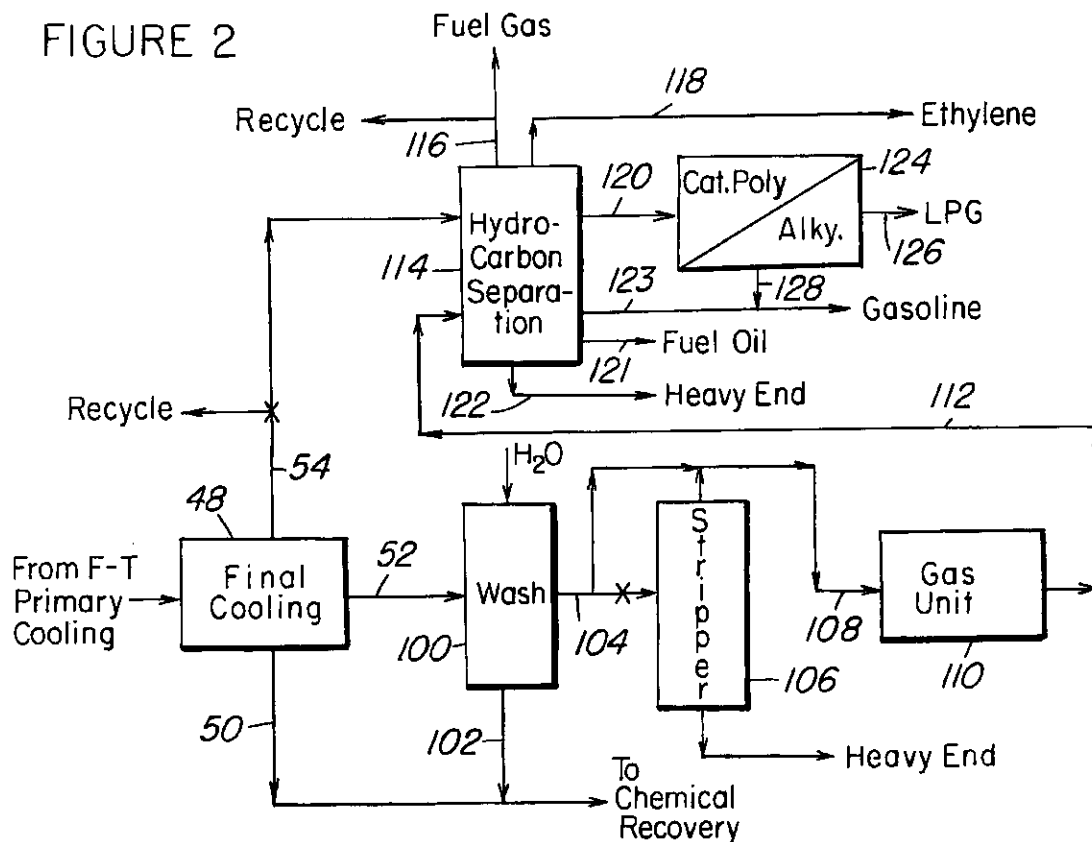 FIGURE 2
Fuel Gas
Recycle
116
118
Ethylene
120
Cat. Poly
Alky.
124
LPG
126
114
Hydro-
Carbon
Separa-
tion
123
128
Gasoline
121
Fuel Oil
122
Heavy End
112
Recycle
54
H₂O
48
From F-T
Primary
Cooling
Final
Cooling
52
Wash
100
104
Stripper
106
108
Gas
Unit
110
50
102
Heavy End
To
Chemical
Recovery